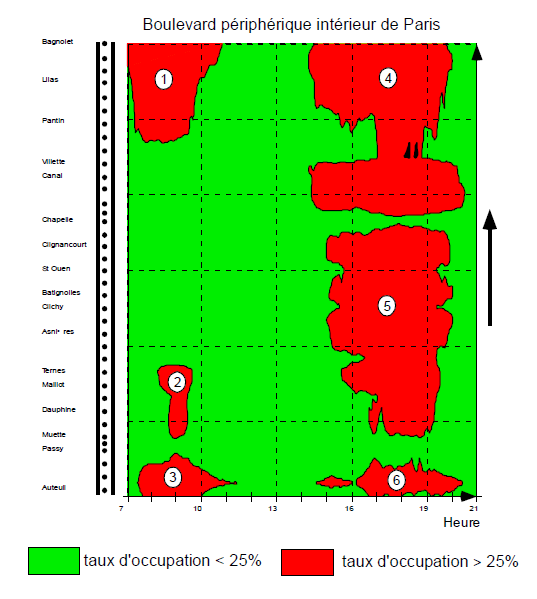 Boulevard périphérique intérieur de Paris
Bagnolet
Lilas
Pantin
Villette
Canal
Chapelle
Clignancourt
St Ouen
Batignolles
Clichy
Asni• res
Ternes
Maillot
Dauphine
Muette
Passy
Auteuil
1
4
5
2
3
6
7 10 13 16 19 21
Heure
taux d'occupation < 25% taux d'occupation > 25%